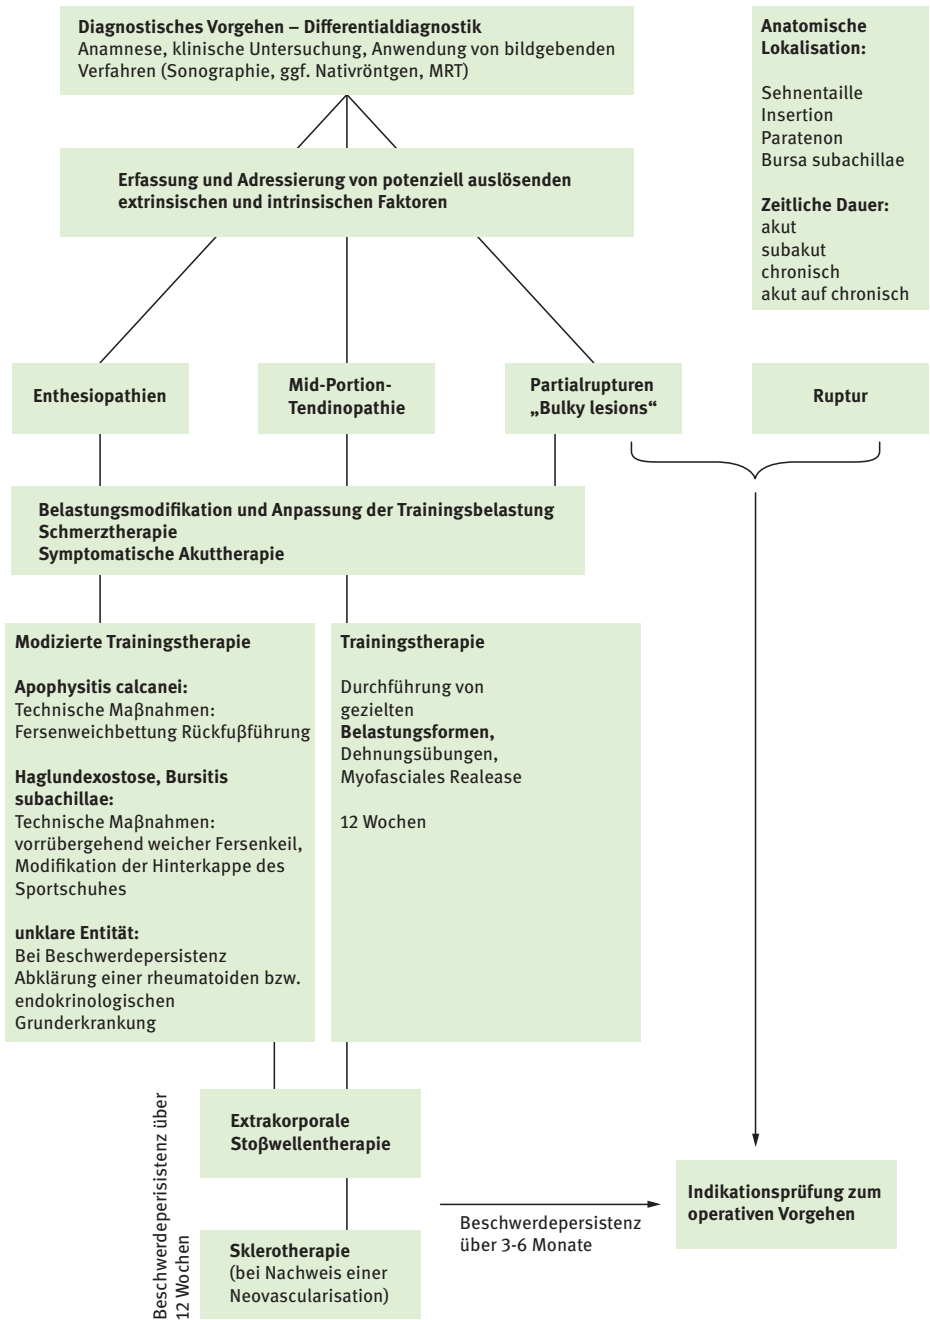 Diagnostisches Vorgehen – Differentialdiagnostik
Anamnese, klinische Untersuchung, Anwendung von bildgebenden
Verfahren (Sonographie, ggf. Nativröntgen, MRT)
Anatomische
Lokalisation:
Sehnentaille
Insertion
Paratenon
Bursa subachillae
Zeitliche Dauer:
akut
subakut
chronisch
akut auf chronisch
Erfassung und Adressierung von potenziell auslösenden
extrinsischen und intrinsischen Faktoren
Enthesiopathien
Mid-Portion-
Tendinopathie
Partialrupturen
„Bulky lesions“
Ruptur
Belastungsmodifikation und Anpassung der Trainingsbelastung
Schmerztherapie
Symptomatische Akuttherapie
Modizierte Trainingstherapie
Apophysitis calcanei:
Technische Maßnahmen:
Fersenweichbettung Rückfußführung
Haglundexostose, Bursitis
subachillae:
Technische Maßnahmen:
vorrübergehend weicher Fersenkeil,
Modifikation der Hinterkappe des
Sportschuhes
unklare Entität:
Bei Beschwerdepersistenz
Abklärung einer rheumatoiden bzw.
endokrinologischen
Grunderkrankung
Trainingstherapie
Durchführung von
gezielten
Belastungsformen,
Dehnungsübungen,
Myofasciales Realease
12 Wochen
Beschwerdeperisistenz über
12 Wochen
Extrakorporale
Stoßwellentherapie
Sklerotherapie
(bei Nachweis einer
Neovascularisation)
Beschwerdepersistenz
über 3-6 Monate
Indikationsprüfung zum
operativen Vorgehen